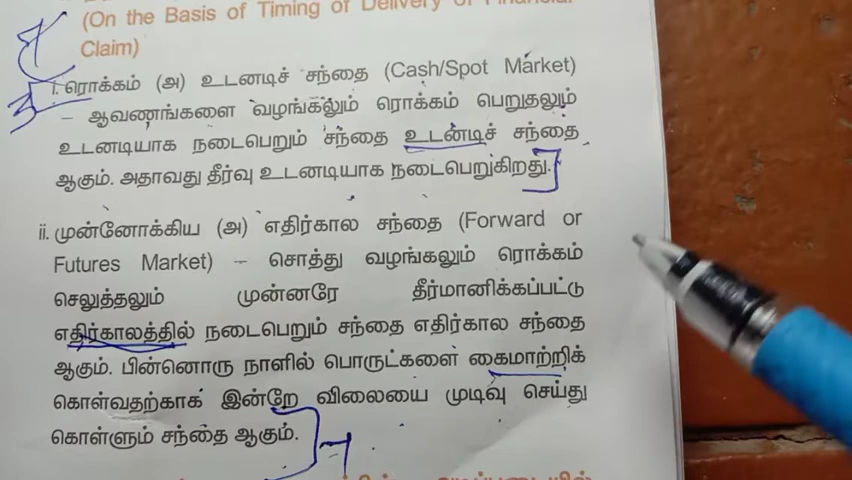 (On the Basis of Timing of Delivery of Financial
Claim)
i. ரொக்கம் (அ) உடனடிச் சந்தை (Cash/Spot Market)
– ஆவணங்களை வழங்கலும் ரொக்கம் பெறுதலும்
உடனடியாக நடைபெறும் சந்தை உடன்டிச் சந்தை
ஆகும். அதாவது தீர்வு உடனடியாக நடைபெறுகிறது.
ii. முன்னோக்கிய (அ) எதிர்கால சந்தை (Forward or
Futures Market) – சொத்து வழங்கலும் ரொக்கம்
செலுத்தலும் முன்னரே தீர்மானிக்கப்பட்டு
எதிர்காலத்தில் நடைபெறும் சந்தை எதிர்கால சந்தை
ஆகும். பின்னொரு நாளில் பொருட்களை கைமாற்றிக்
கொள்வதற்காக இன்றே விலையை முடிவு செய்து
கொள்ளும் சந்தை ஆகும்.